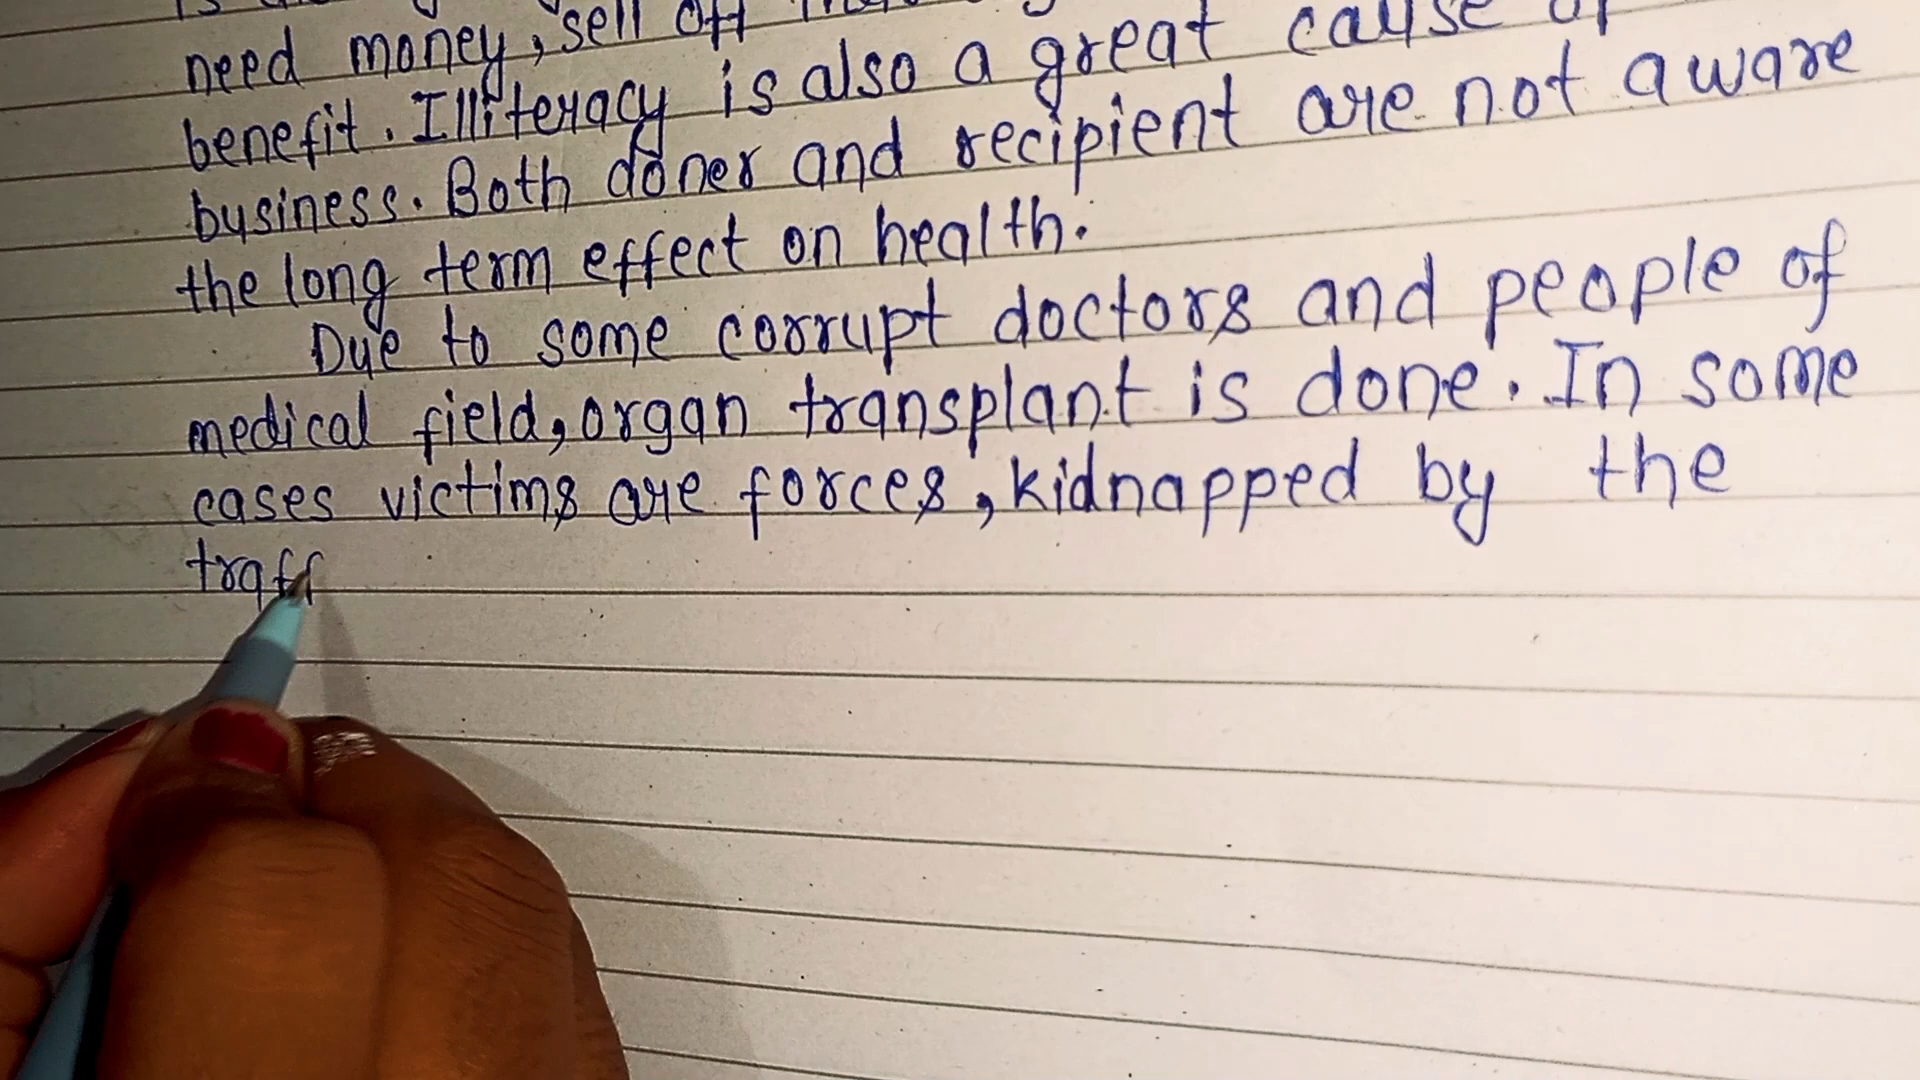 need money, sell off
benefit. Illiteracy is also a great cause of
business. Both doner and recipient are not aware
the long term effect on health.
Due to some corrupt doctors and people of
medical field, organ transplant is done. In some
cases victims are forces, kidnapped by the
traff